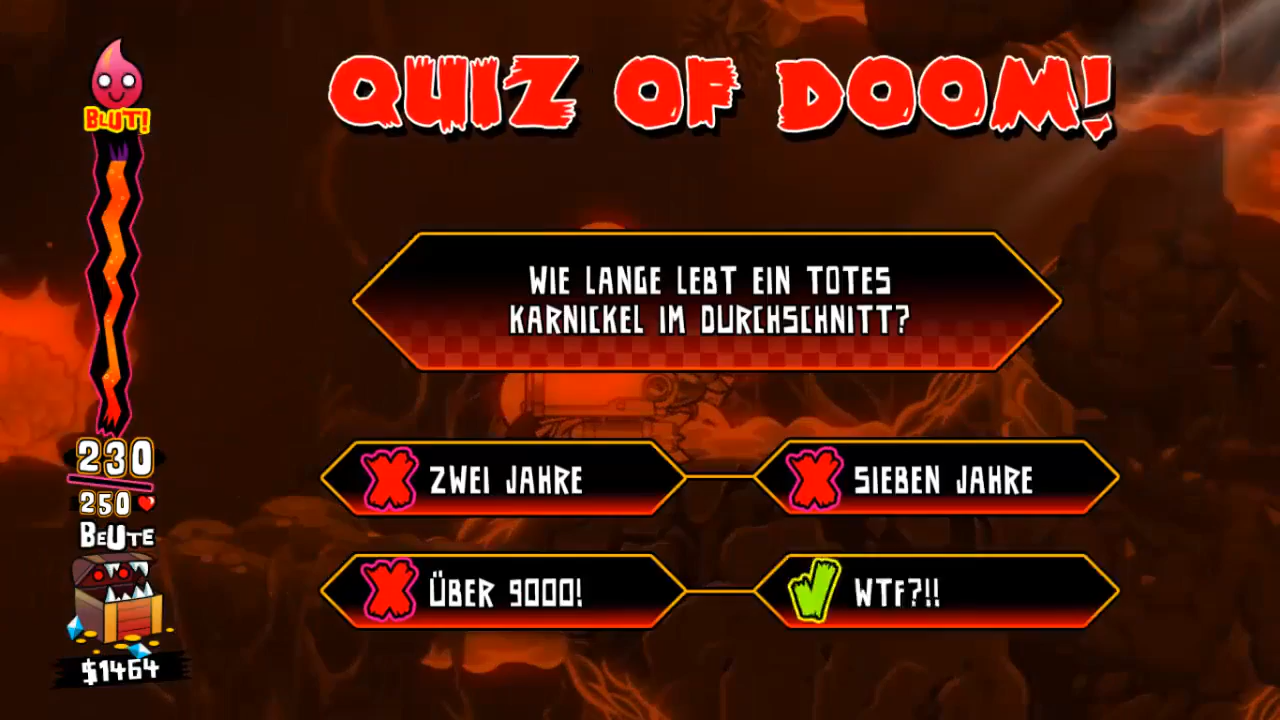 QUIZ OF DOOM!
BLUT!
WIE LANGE LEBT EIN TOTES
KARNICKEL IM DURCHSCHNITT?
ZWEI JAHRE
SIEBEN JAHRE
ÜBER 9000!
WTF?!!
230
250
BEUTE
$1464